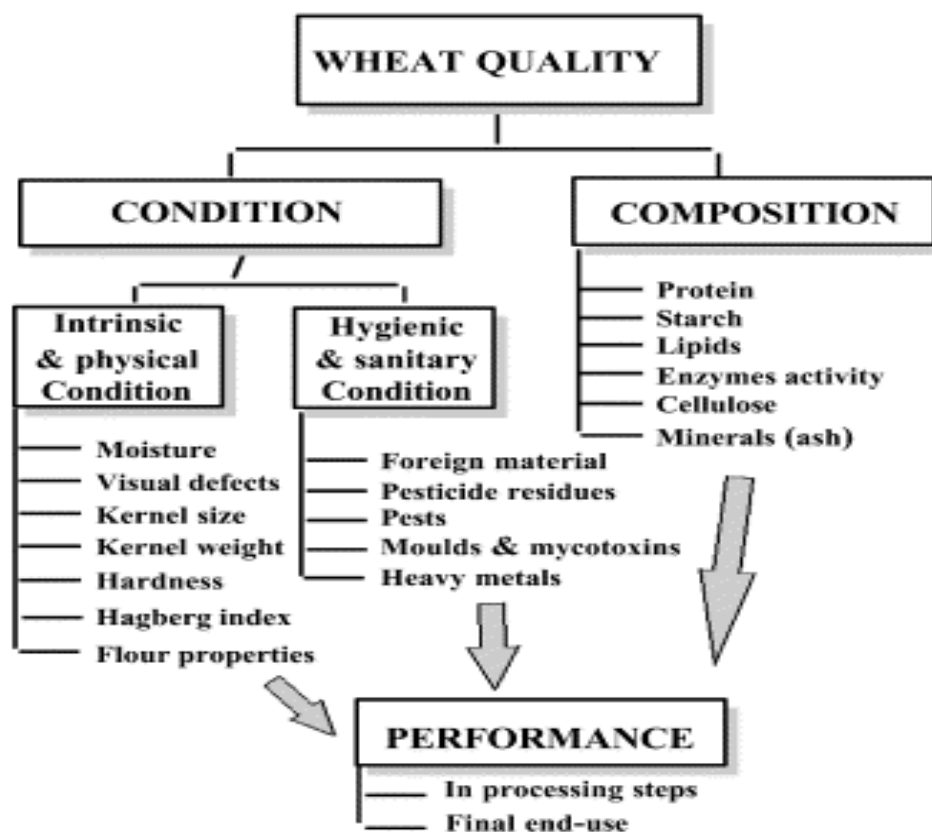 WHEAT QUALITY
CONDITION
COMPOSITION
Intrinsic
& physical
Condition
Moisture
Visual defects
Kernel size
Kernel weight
Hardness
Hagberg index
Flour properties
Hygienic
& sanitary
Condition
Foreign material
Pesticide residues
Pests
Moulds & mycotoxins
Heavy metals
Protein
Starch
Lipids
Enzymes activity
Cellulose
Minerals (ash)
PERFORMANCE
In processing steps
Final end-use